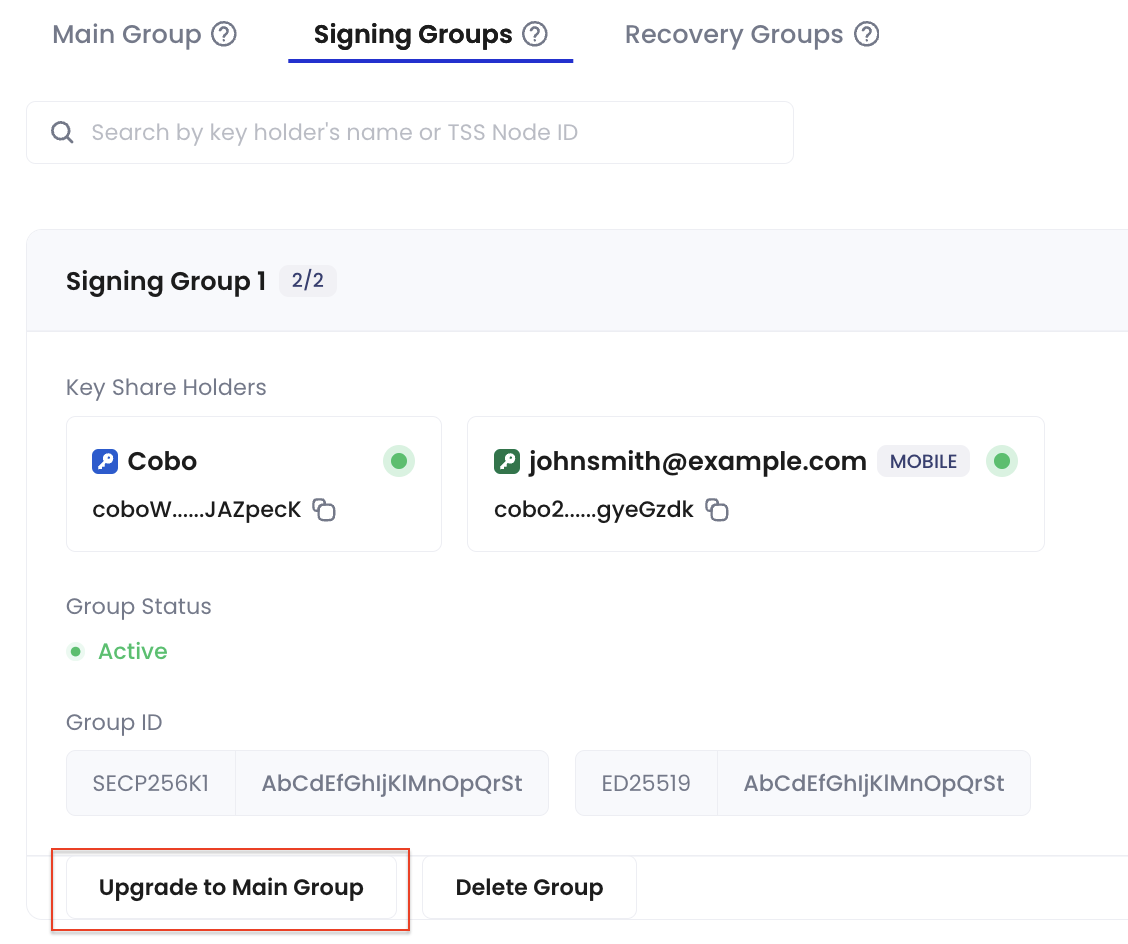 Main Group
Signing Groups
Recovery Groups
Search by key holder's name or TSS Node ID
Signing Group 1 2/2
Key Share Holders
Cobo
coboW......JAZpecK
johnsmith@example.com MOBILE
cobo2......gyeGzdk
Group Status
Active
Group ID
SECP256K1 AbCdEfGhIjKlMnOpQrSt
ED25519 AbCdEfGhIjKlMnOpQrSt
Upgrade to Main Group
Delete Group